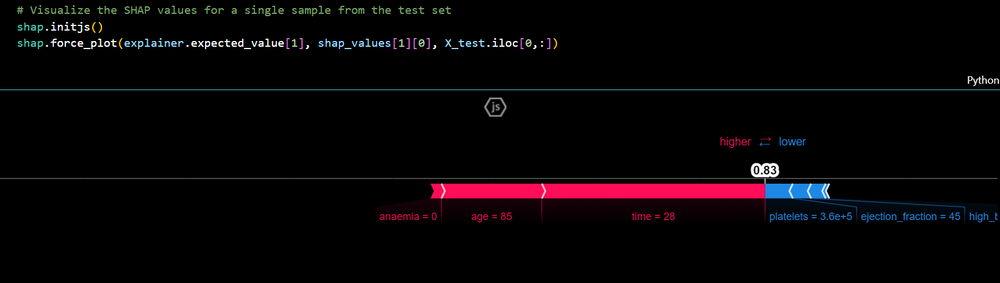 # Visualize the SHAP values for a single sample from the test set
shap.initjs()
shap.force_plot(explainer.expected_value[1], shap_values[1][0], X_test.iloc[0,:])
Python
js
higher ⇄ lower
0.83
anaemia = 0 age = 85 time = 28 platelets = 3.6e+5 ejection_fraction = 45 high_b